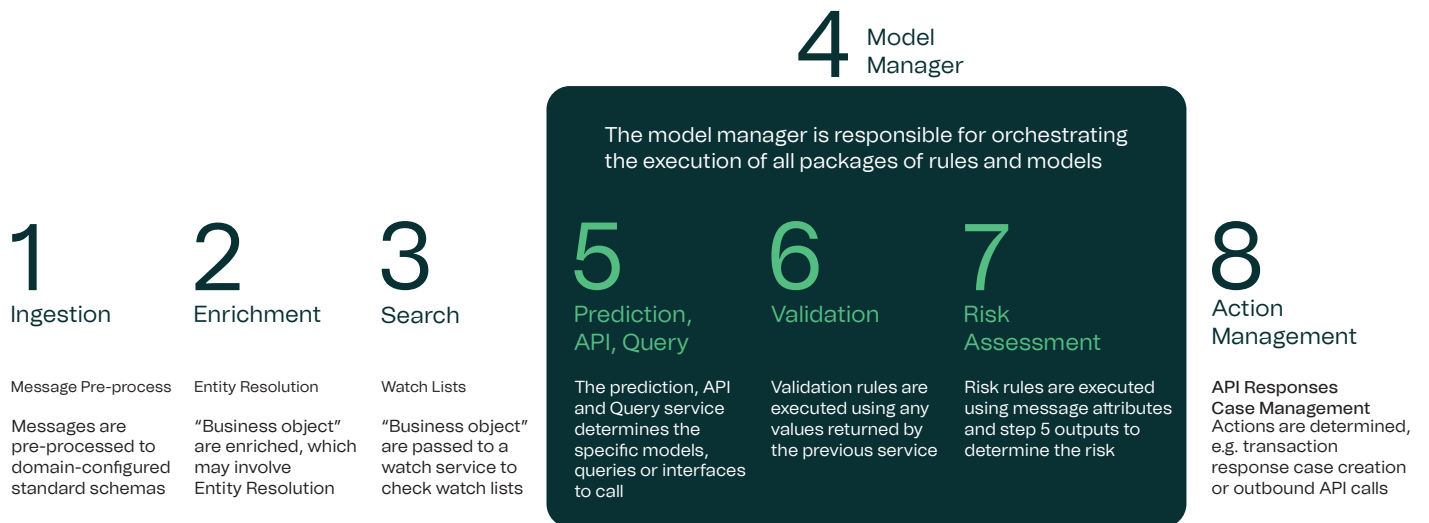 4
Model
Manager
The model manager is responsible for orchestrating
the execution of all packages of rules and models
1
Ingestion
Message Pre-process
Messages are
pre-processed to
domain-configured
standard schemas
2
Enrichment
Entity Resolution
“Business object”
are enriched, which
may involve
Entity Resolution
3
Search
Watch Lists
“Business object”
are passed to a
watch service to
check watch lists
5
Prediction,
API, Query
The prediction, API
and Query service
determines the
specific models,
queries or interfaces
to call
6
Validation
Validation rules are
executed using any
values returned by
the previous service
7
Risk
Assessment
Risk rules are executed
using message attributes
and step 5 outputs to
determine the risk
8
Action
Management
API Responses
Case Management
Actions are determined,
e.g. transaction
response case creation
or outbound API calls